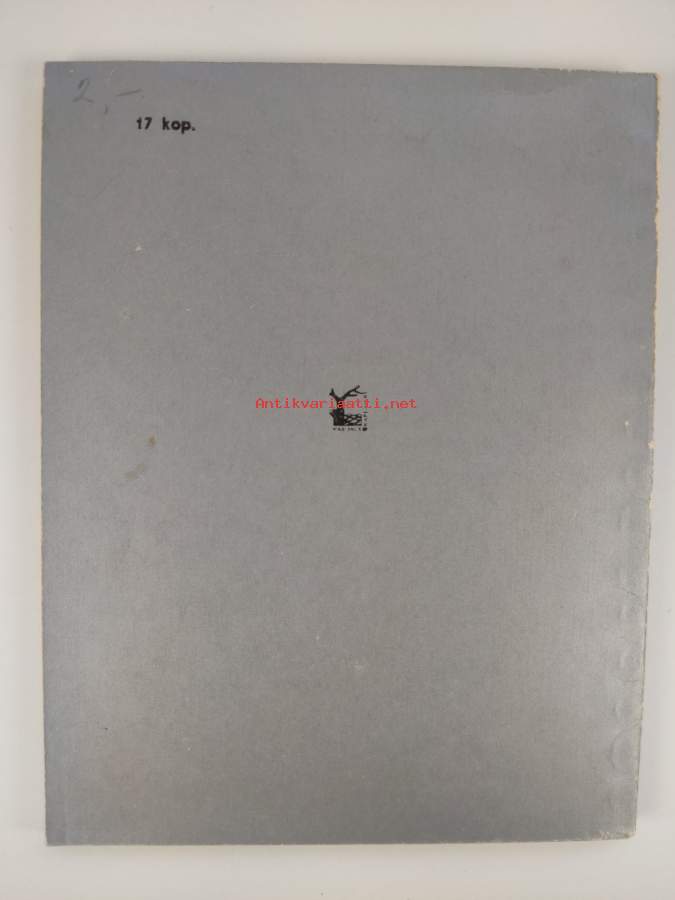 2,-
17 kop.
Antikvariaatti.net